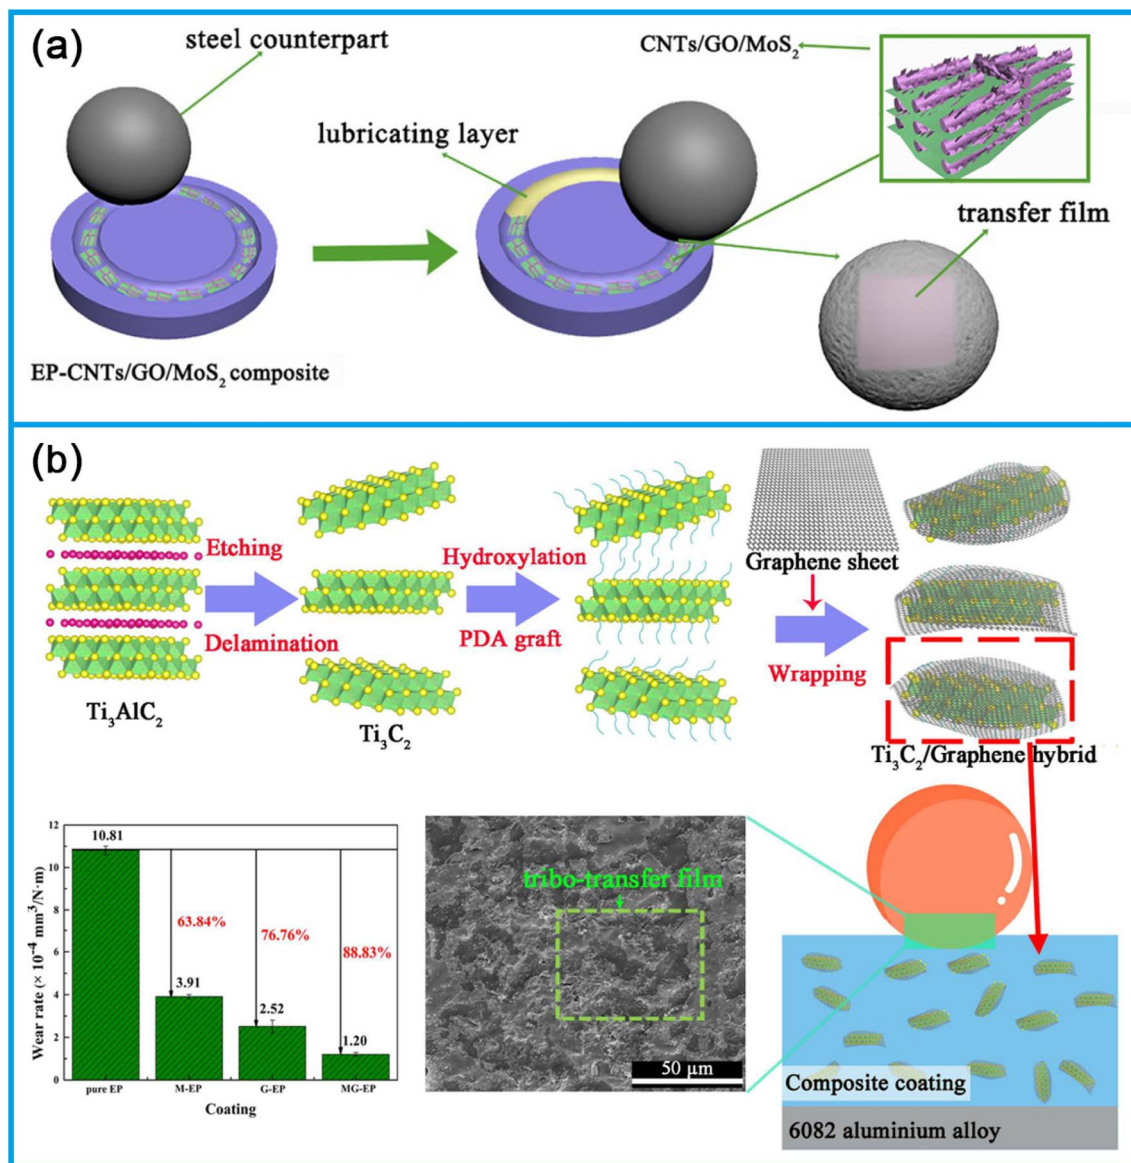 (a)
steel counterpart
CNTs/GO/MoS₂
lubricating layer
transfer film
EP-CNTs/GO/MoS₂ composite
(b)
Etching
Delamination
Hydroxylation
PDA graft
Graphene sheet
Wrapping
Ti₃AlC₂
Ti₃C₂
Ti₃C₂/Graphene hybrid
12
10
8
6
4
2
0
Wear rate (× 10⁻⁴ mm³/N·m)
10.81
63.84%
76.76%
88.83%
3.91
2.52
1.20
pure EP
M-EP
G-EP
MG-EP
Coating
tribo-transfer film
50 µm
Composite coating
6082 aluminium alloy